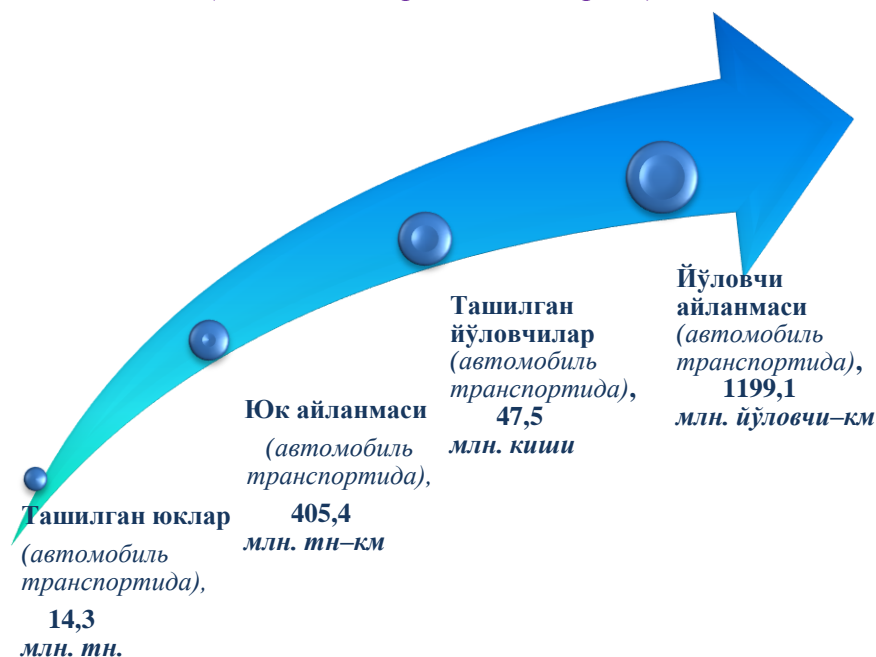 Ташилган юклар
(автомобиль
транспортида),
14,3
млн. тн.
Юк айланмаси
(автомобиль
транспортида),
405,4
млн. тн–км
Ташилган
йўловчилар
(автомобиль
транспортида),
47,5
млн. киши
Йўловчи
айланмаси
(автомобиль
транспортида),
1199,1
млн. йўловчи–км